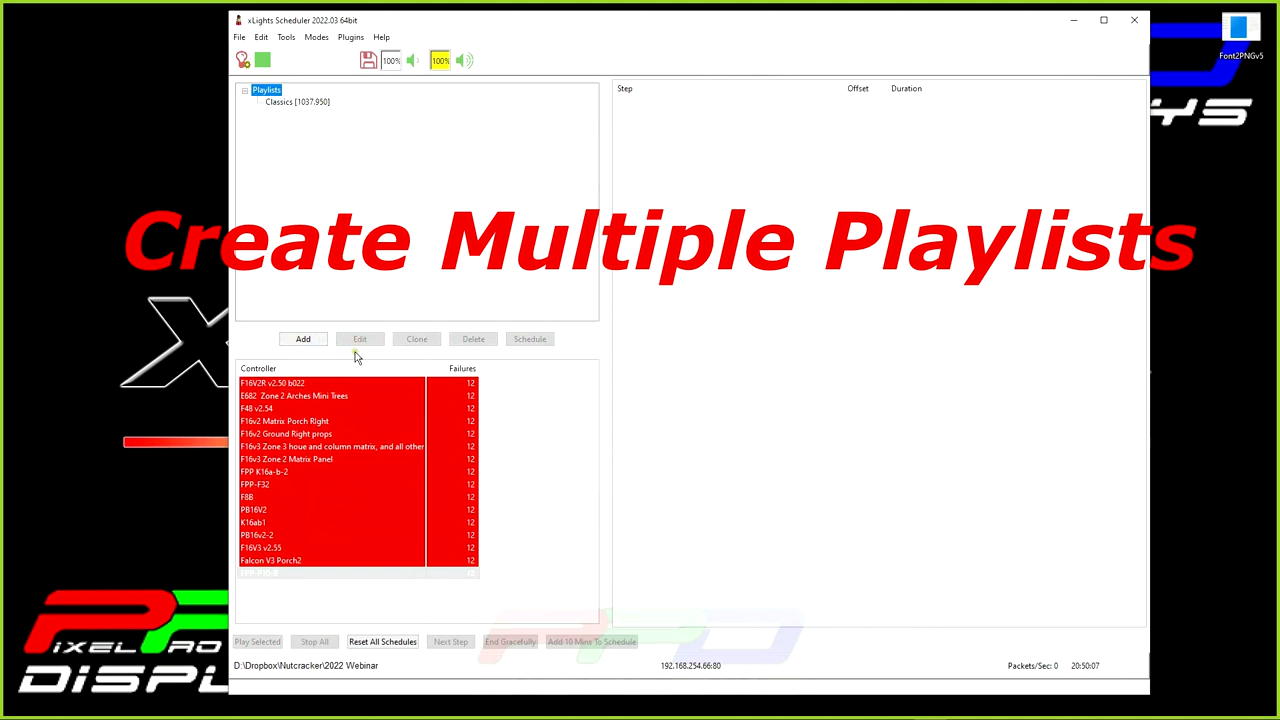 xLights Scheduler 2022.03 64bit
File Edit Tools Modes Plugins Help
100% 100%
Font2PNGv5
Playlists
Classics [1037.950]
Step Offset Duration
Create Multiple Playlists
Add Edit Clone Delete Schedule
Controller Failures
F16V2R v2.50 b022 12
E682 Zone 2 Arches Mini Trees 12
F48 v2.54 12
F16v2 Matrix Porch RIght 12
F16v2 Ground Right props 12
F16v3 Zone 3 houe and column matrix, and all other 12
F16v3 Zone 2 Matrix Panel 12
FPP K16a-b-2 12
FPP-F32 12
F8B 12
PB16V2 12
K16ab1 12
PB16v2-2 12
F16V3 v2.55 12
Falcon V3 Porch2 12
12
Play Selected Stop All Reset All Schedules Next Step End Gracefully Add 10 Mins To Schedule
D:\Dropbox\Nutcracker\2022 Webinar 192.168.254.66:80 Packets/Sec: 0 20:50:07